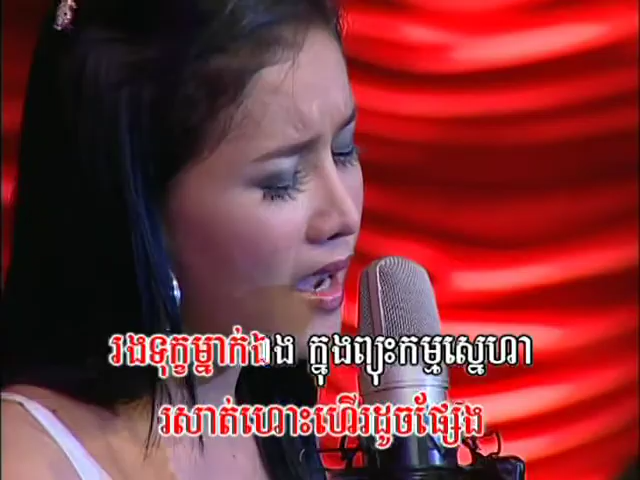 រងទុក្ខម្នាក់ឯង ក្នុងព្យុះកម្មស្នេហា
រសាត់ហោះហើរដូចផ្សែង